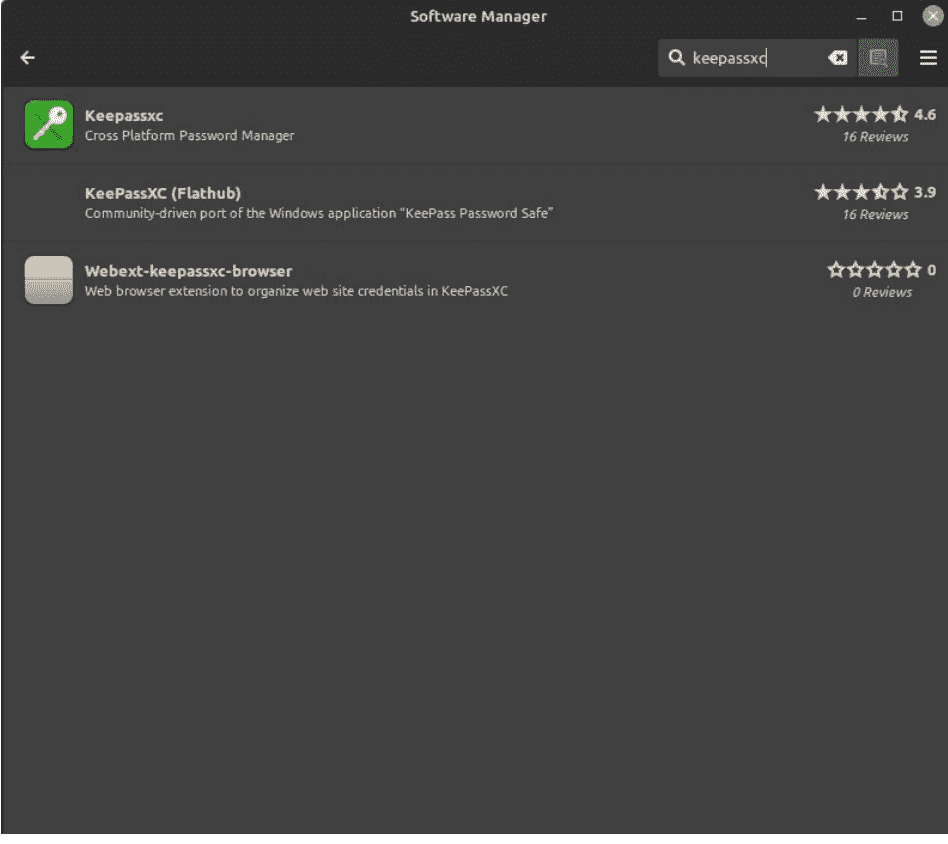 Software Manager
keepassxc
Keepassxc
4.6
Cross Platform Password Manager
16 Reviews
KeePassXC (Flathub)
3.9
Community-driven port of the Windows application “KeePass Password Safe”
16 Reviews
Webext-keepassxc-browser
0
Web browser extension to organize web site credentials in KeePassXC
0 Reviews